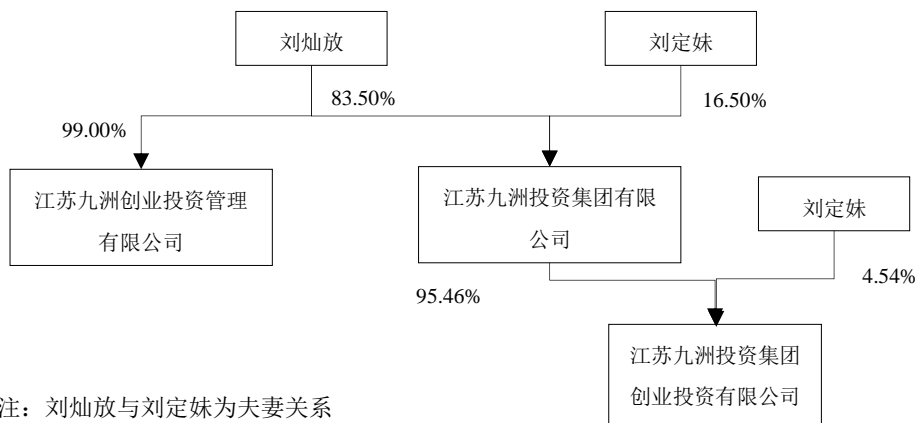 刘灿放
刘定妹
83.50%
16.50%
99.00%
江苏九洲创业投资管理
有限公司
江苏九洲投资集团有限
公司
刘定妹
95.46%
4.54%
江苏九洲投资集团
创业投资有限公司
注：刘灿放与刘定妹为夫妻关系